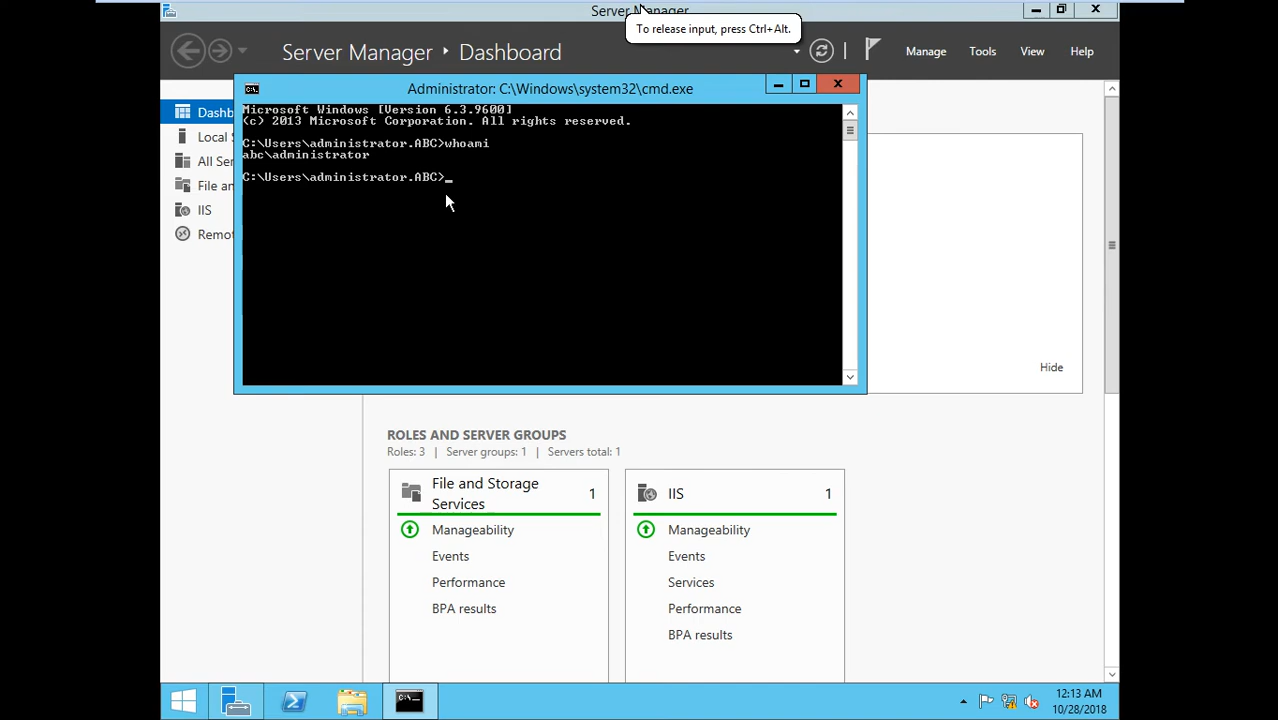 Server Manager
To release input, press Ctrl+Alt.
Server Manager ‣ Dashboard
Manage
Tools
View
Help
Administrator: C:\Windows\system32\cmd.exe
Microsoft Windows [Version 6.3.9600]
(c) 2013 Microsoft Corporation. All rights reserved.
C:\Users\administrator.ABC>whoami
abc\administrator
C:\Users\administrator.ABC>_
Dashb
Local
All Ser
File an
IIS
Remot
Hide
ROLES AND SERVER GROUPS
Roles: 3 | Server groups: 1 | Servers total: 1
File and Storage
Services
1
Manageability
Events
Performance
BPA results
IIS
1
Manageability
Events
Services
Performance
BPA results
12:13 AM
10/28/2018